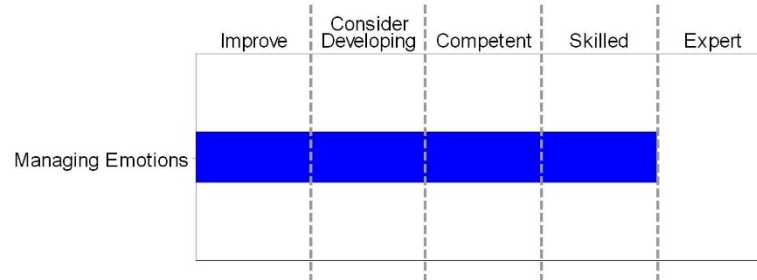 Improve
Consider
Developing
Competent
Skilled
Expert
Managing Emotions